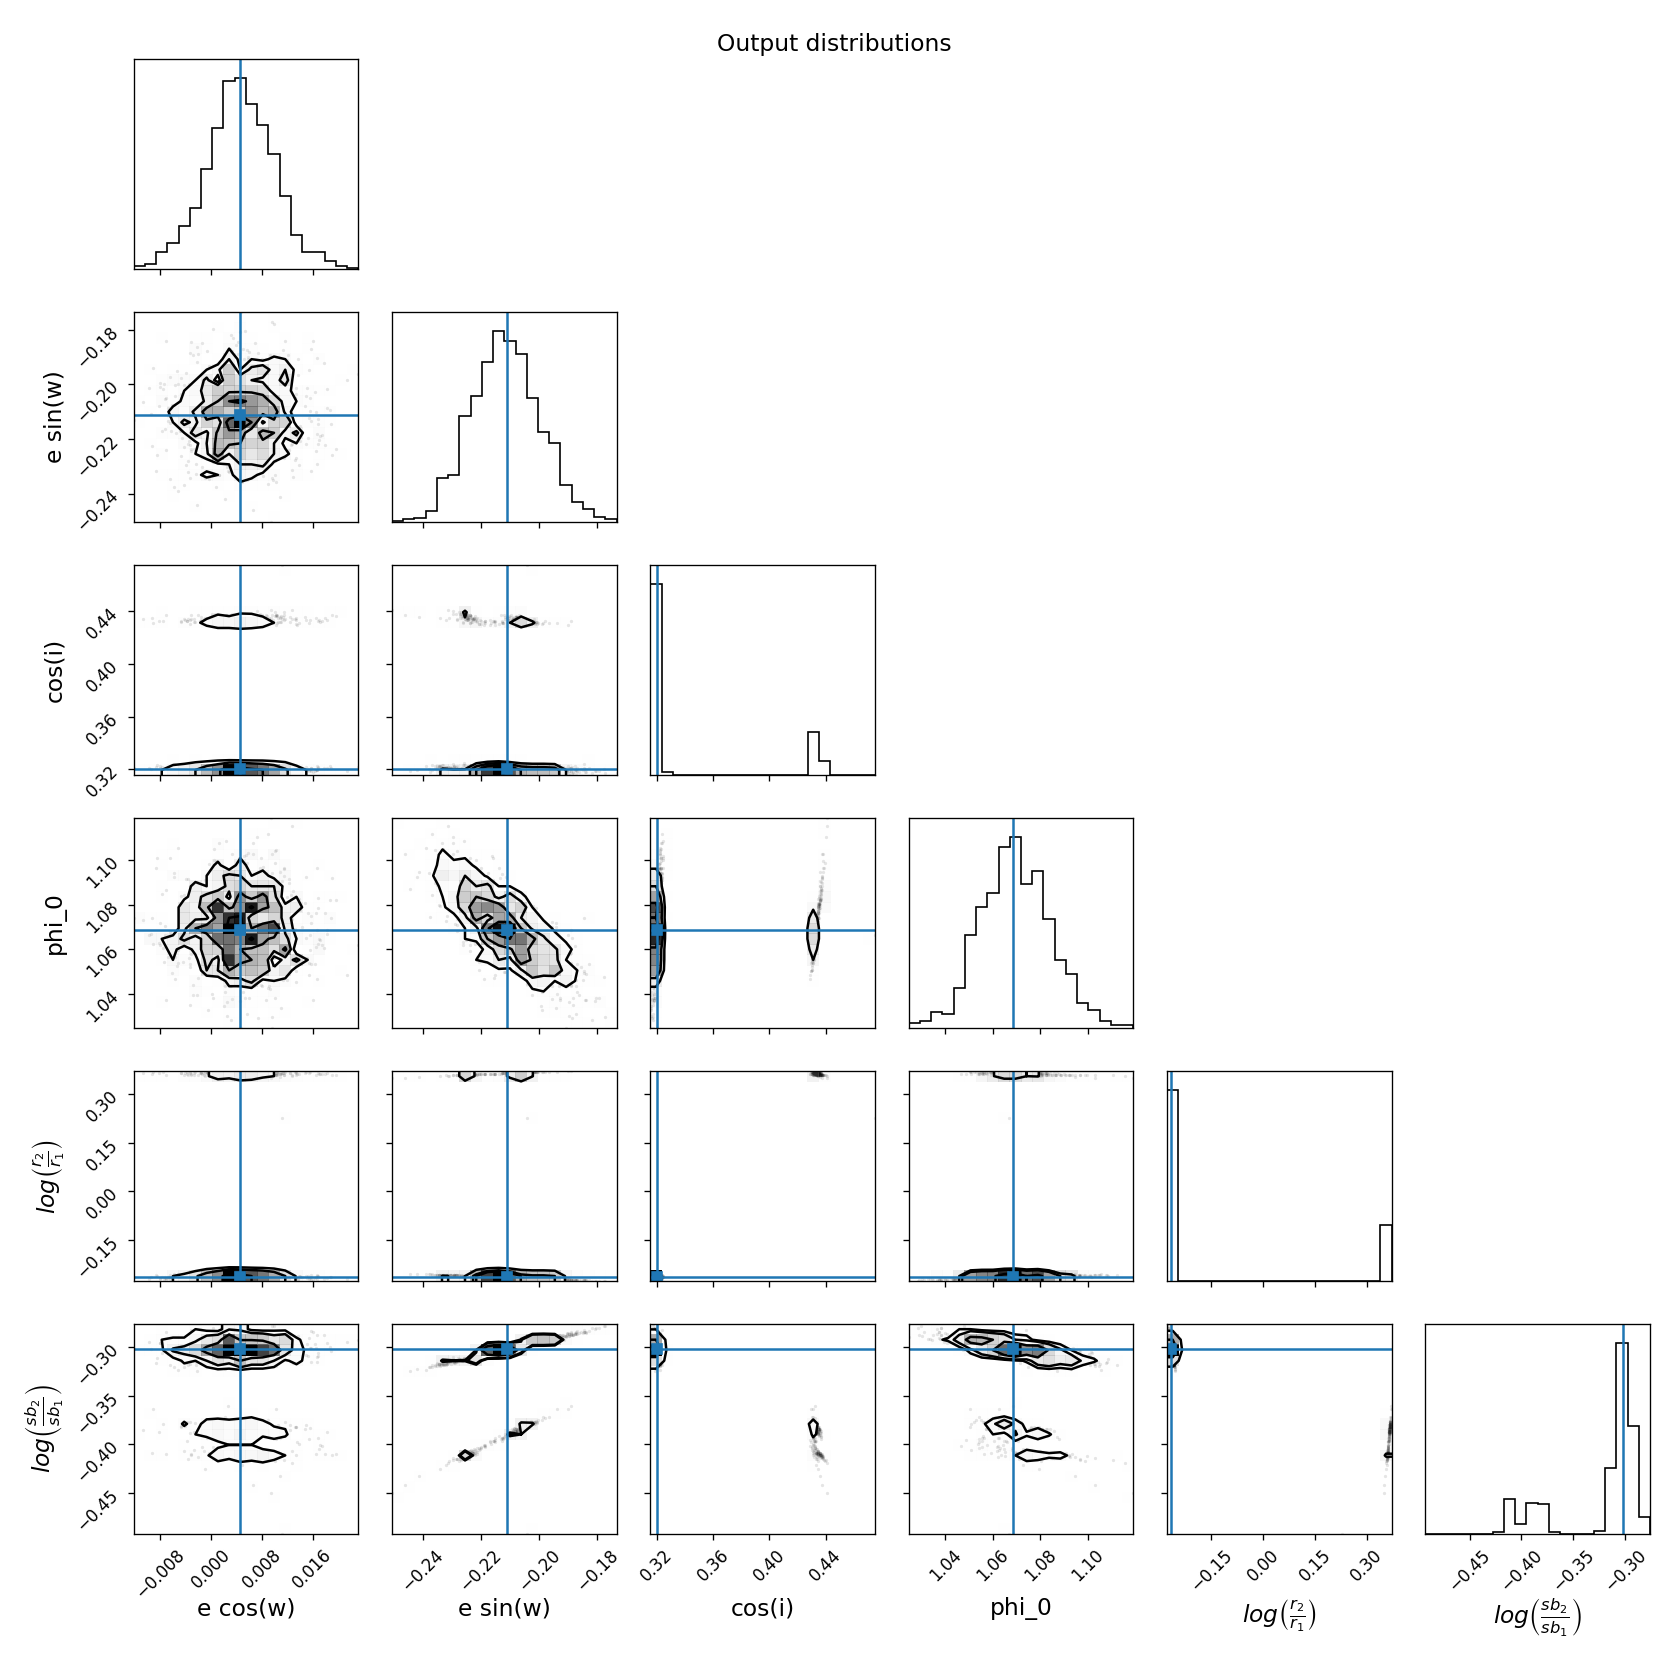 Output distributions
−0.18
−0.20
−0.22
−0.24
e sin(w)
0.44
0.40
0.36
0.32
cos(i)
1.10
1.08
1.06
1.04
phi_0
0.30
0.15
0.00
−0.15
log(r₂/r₁)
−0.30
−0.35
−0.40
−0.45
log(sb₂/sb₁)
−0.008 0.000 0.008 0.016
−0.24 −0.22 −0.20 −0.18
0.32 0.36 0.40 0.44
1.04 1.06 1.08 1.10
−0.15 0.00 0.15 0.30
−0.45 −0.40 −0.35 −0.30
e cos(w) e sin(w) cos(i) phi_0 log(r₂/r₁) log(sb₂/sb₁)